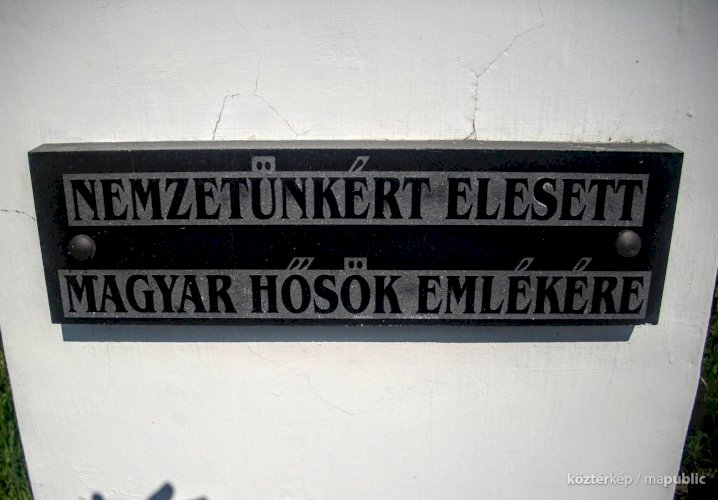 NEMZETÜNKÉRT ELESETT
MAGYAR HŐSÖK EMLÉKÉRE
köztérkép / mapublic